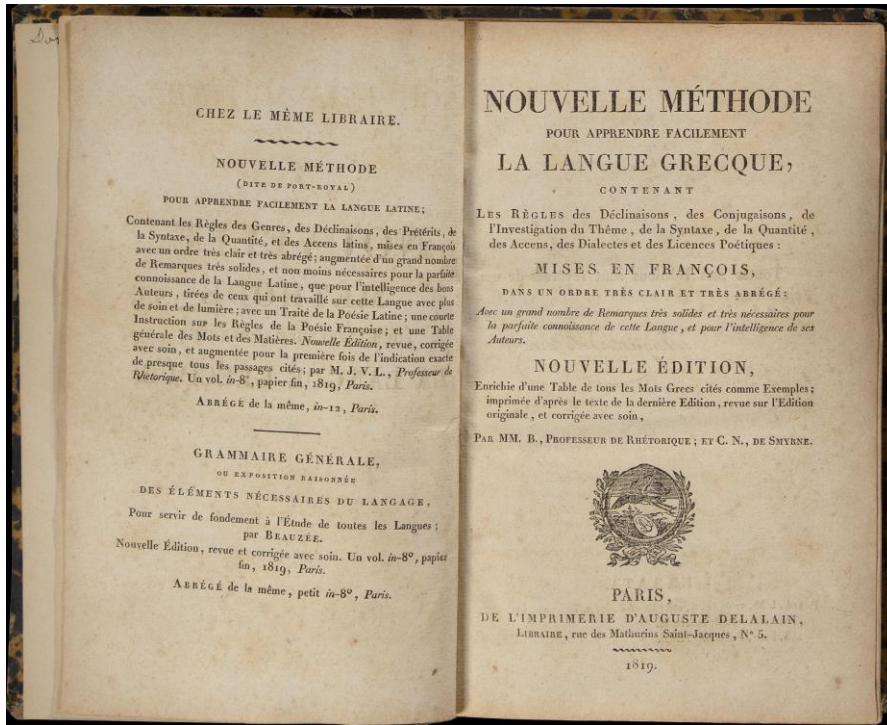 CHEZ LE MÊME LIBRAIRE.
NOUVELLE MÉTHODE
(DITE DE PORT-ROYAL)
POUR APPRENDRE FACILEMENT LA LANGUE LATINE;
Contenant les Règles des Genres, des Déclinaisons, des Prétérits, de
la Syntaxe, de la Quantité, et des Accens latins, mises en François
avec un ordre très clair et très abrégé; augmentée d'un grand nombre
de Remarques très solides, et non moins nécessaires pour la parfaite
connoissance de la Langue Latine, que pour l'intelligence des bons
Auteurs, tirées de ceux qui ont travaillé sur cette Langue avec plus
de soin et de lumière; avec un Traité de la Poésie Latine; une courte
Instruction sur les Règles de la Poésie Françoise; et une Table
générale des Mots et des Matières. Nouvelle Édition, revue, corrigée
avec soin, et augmentée pour la première fois de l'indication exacte
de presque tous les passages cités; par M. J. V. L., Professeur de
Rhétorique. Un vol. in-8°, papier fin, 1819, Paris.
ABRÉGÉ de la même, in-12, Paris.
GRAMMAIRE GÉNÉRALE,
OU EXPOSITION RAISONNÉE
DES ÉLÉMENTS NÉCESSAIRES DU LANGAGE,
Pour servir de fondement à l'Étude de toutes les Langues;
par BEAUZÉE.
Nouvelle Édition, revue et corrigée avec soin. Un vol. in-8°, papier
fin, 1819, Paris.
ABRÉGÉ de la même, petit in-8°, Paris.
NOUVELLE MÉTHODE
POUR APPRENDRE FACILEMENT
LA LANGUE GRECQUE,
CONTENANT
LES RÈGLES des Déclinaisons, des Conjugaisons, de
l'Investigation du Thême, de la Syntaxe, de la Quantité,
des Accens, des Dialectes et des Licences Poétiques:
MISES EN FRANÇOIS,
DANS UN ORDRE TRÈS CLAIR ET TRÈS ABRÉGÉ:
Avec un grand nombre de Remarques très solides et très nécessaires pour
la parfaite connoissance de cette Langue, et pour l'intelligence de ses
Auteurs.
NOUVELLE ÉDITION,
Enrichie d'une Table de tous les Mots Grecs cités comme Exemples;
imprimée d'après le texte de la dernière Edition, revue sur l'Edition
originale, et corrigée avec soin,
PAR MM. B., PROFESSEUR DE RHÉTORIQUE; ET C. N., DE SMYRNE.
PARIS,
DE L'IMPRIMERIE D'AUGUSTE DELALAIN,
LIBRAIRE, rue des Mathurins Saint-Jacques, N° 5.
1819.